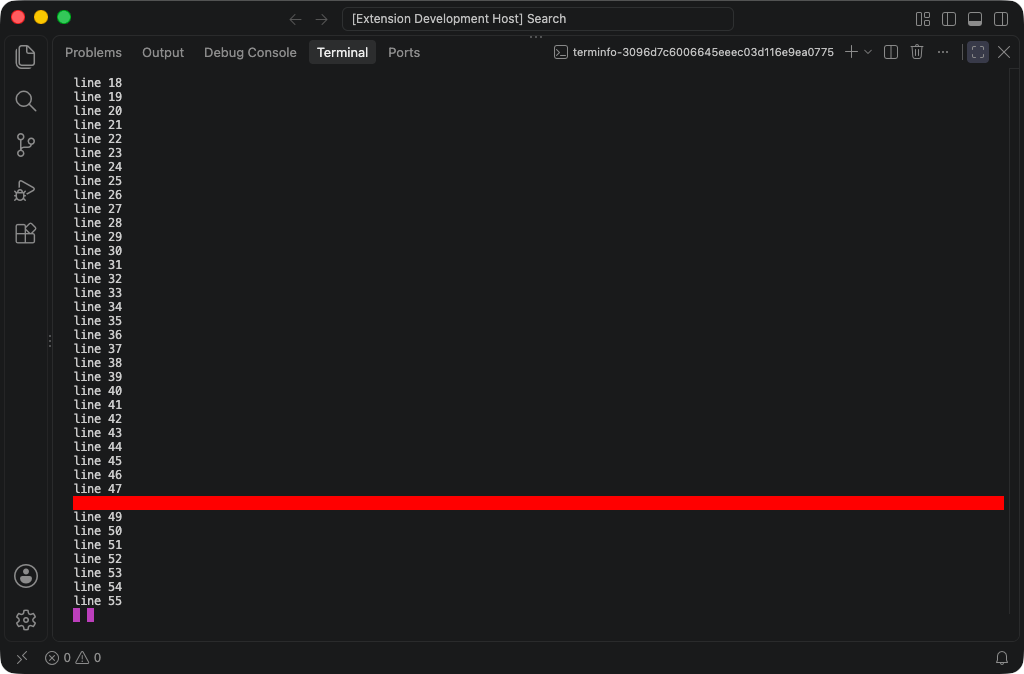 [Extension Development Host] Search
Problems Output Debug Console Terminal Ports terminfo-3096d7c6006645eeec03d116e9ea0775
line 18
line 19
line 20
line 21
line 22
line 23
line 24
line 25
line 26
line 27
line 28
line 29
line 30
line 31
line 32
line 33
line 34
line 35
line 36
line 37
line 38
line 39
line 40
line 41
line 42
line 43
line 44
line 45
line 46
line 47
line 49
line 50
line 51
line 52
line 53
line 54
line 55
0 0